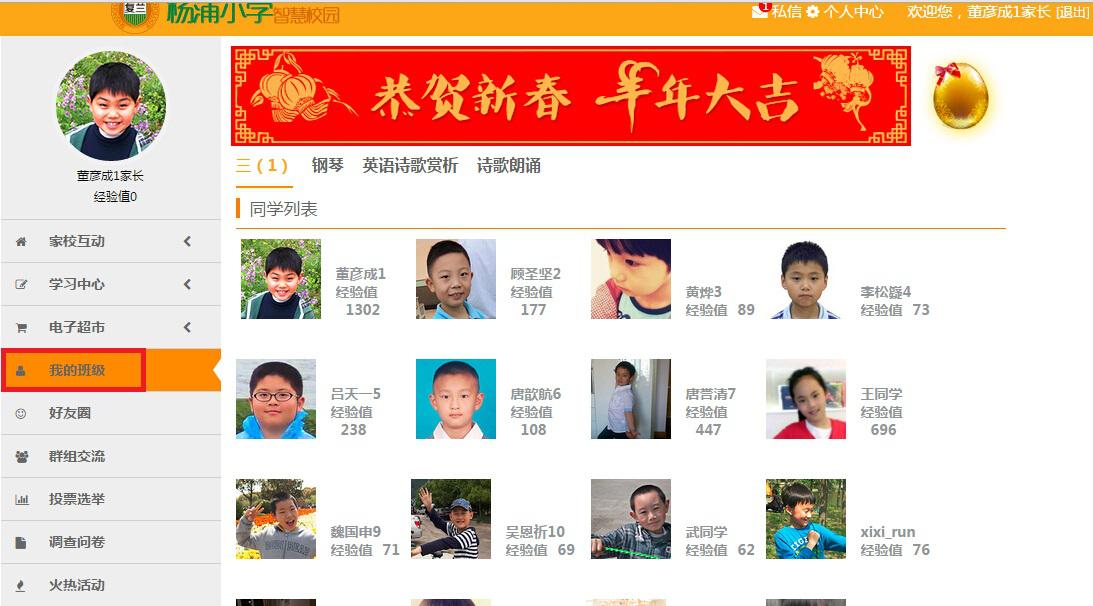 复兰
杨浦小学智慧校园
1 私信 个人中心 欢迎您，董彦成1家长 [退出]
董彦成1家长
经验值0
家校互动
学习中心
电子超市
我的班级
好友圈
群组交流
投票选举
调查问卷
火热活动
恭贺新春 羊年大吉
三（1） 钢琴 英语诗歌赏析 诗歌朗诵
同学列表
董彦成1
经验值
1302
顾圣坚2
经验值
177
黄烨3
经验值 89
李松嶷4
经验值 73
吕天一5
经验值
238
唐歆航6
经验值
108
唐誉清7
经验值
447
王同学
经验值
696
魏国申9
经验值 71
吴恩祈10
经验值 69
武同学
经验值 62
xixi_run
经验值 76